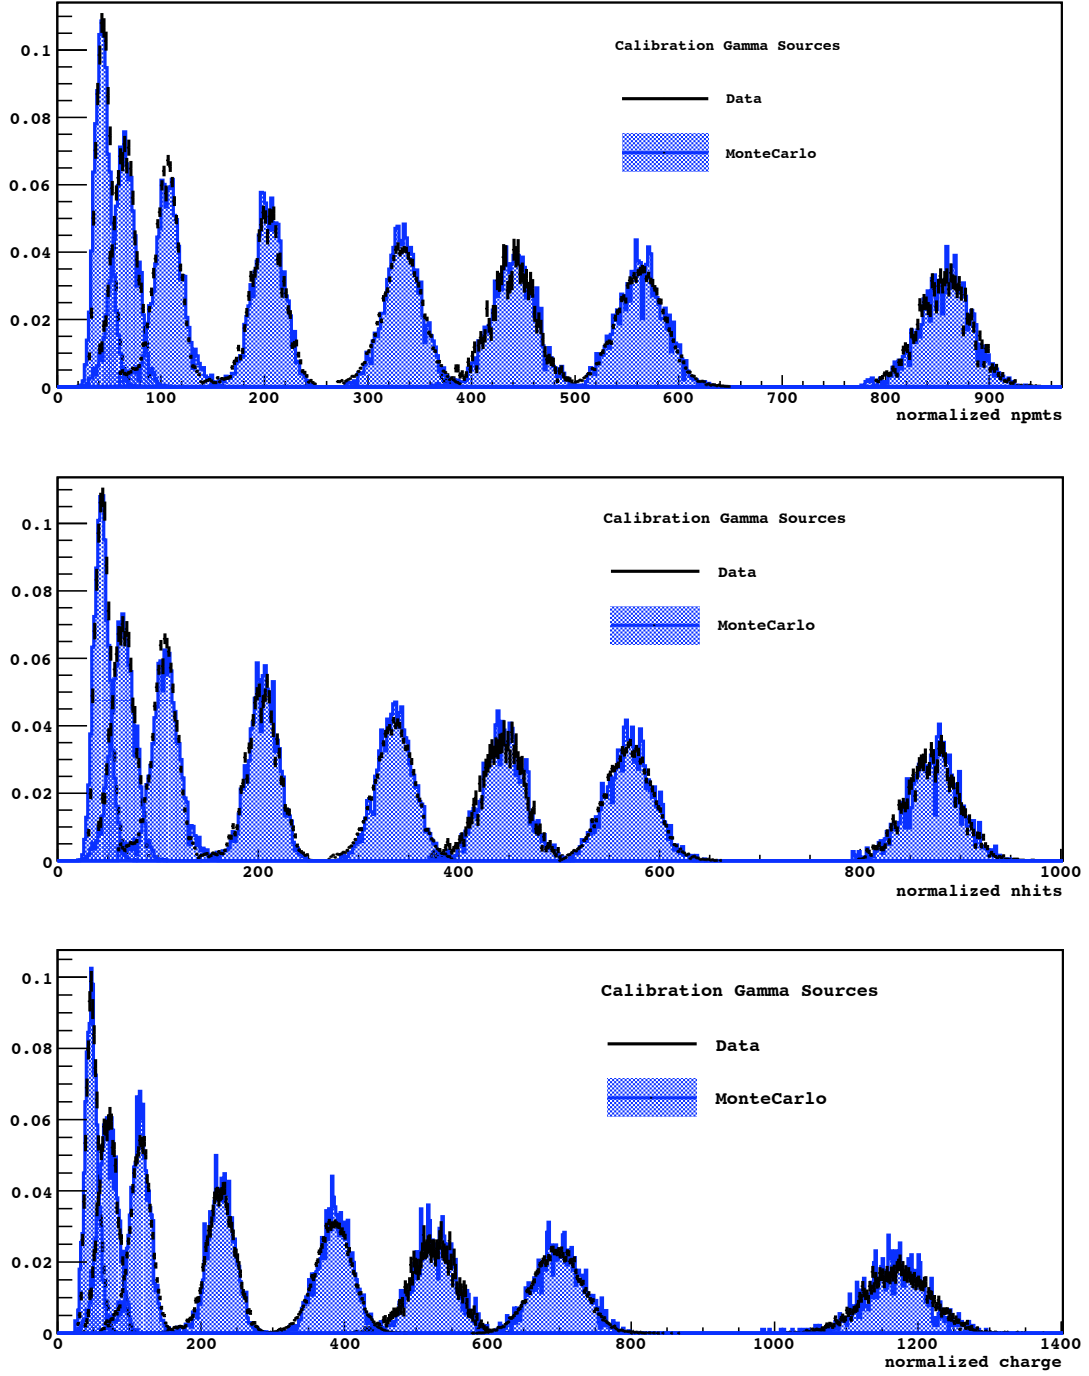 0.1
Calibration Gamma Sources
Data
0.08
MonteCarlo
0.06
0.04
0.02
0
0 100 200 300 400 500 600 700 800 900
normalized npmts
0.1
Calibration Gamma Sources
Data
0.08
MonteCarlo
0.06
0.04
0.02
0
0 200 400 600 800 1000
normalized nhits
0.1
Calibration Gamma Sources
Data
0.08
MonteCarlo
0.06
0.04
0.02
0
0 200 400 600 800 1000 1200 1400
normalized charge